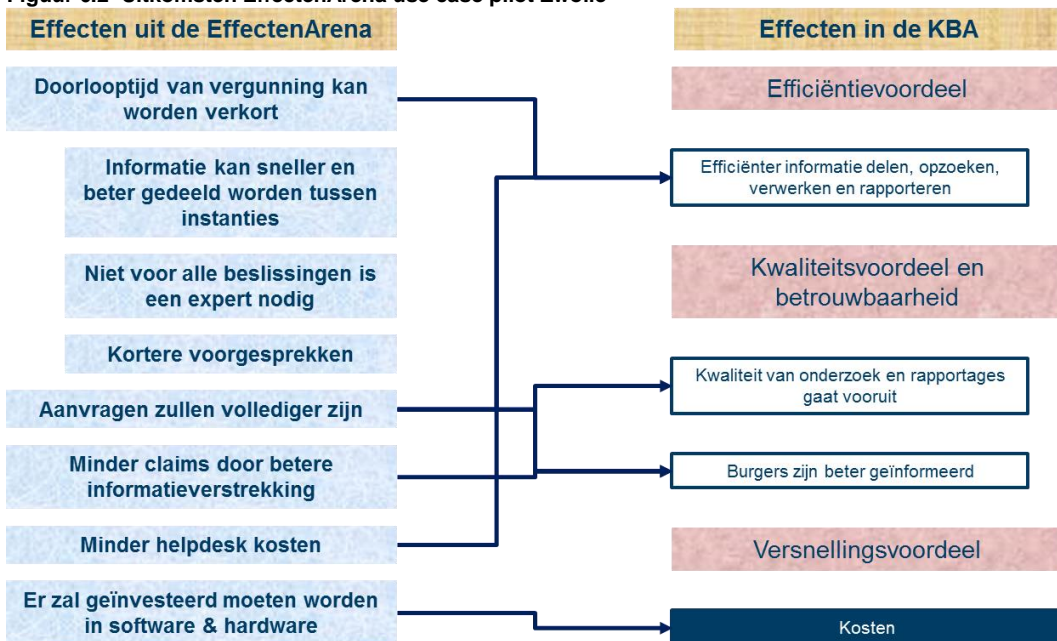 Effecten uit de EffectenArena
Doorlooptijd van vergunning kan
worden verkort
Informatie kan sneller en
beter gedeeld worden tussen
instanties
Niet voor alle beslissingen is
een expert nodig
Kortere voorgesprekken
Aanvragen zullen vollediger zijn
Minder claims door betere
informatieverstrekking
Minder helpdesk kosten
Er zal geïnvesteerd moeten worden
in software & hardware
Effecten in de KBA
Efficiëntievoordeel
Efficiënter informatie delen, opzoeken,
verwerken en rapporteren
Kwaliteitsvoordeel en
betrouwbaarheid
Kwaliteit van onderzoek en rapportages
gaat vooruit
Burgers zijn beter geïnformeerd
Versnellingsvoordeel
Kosten